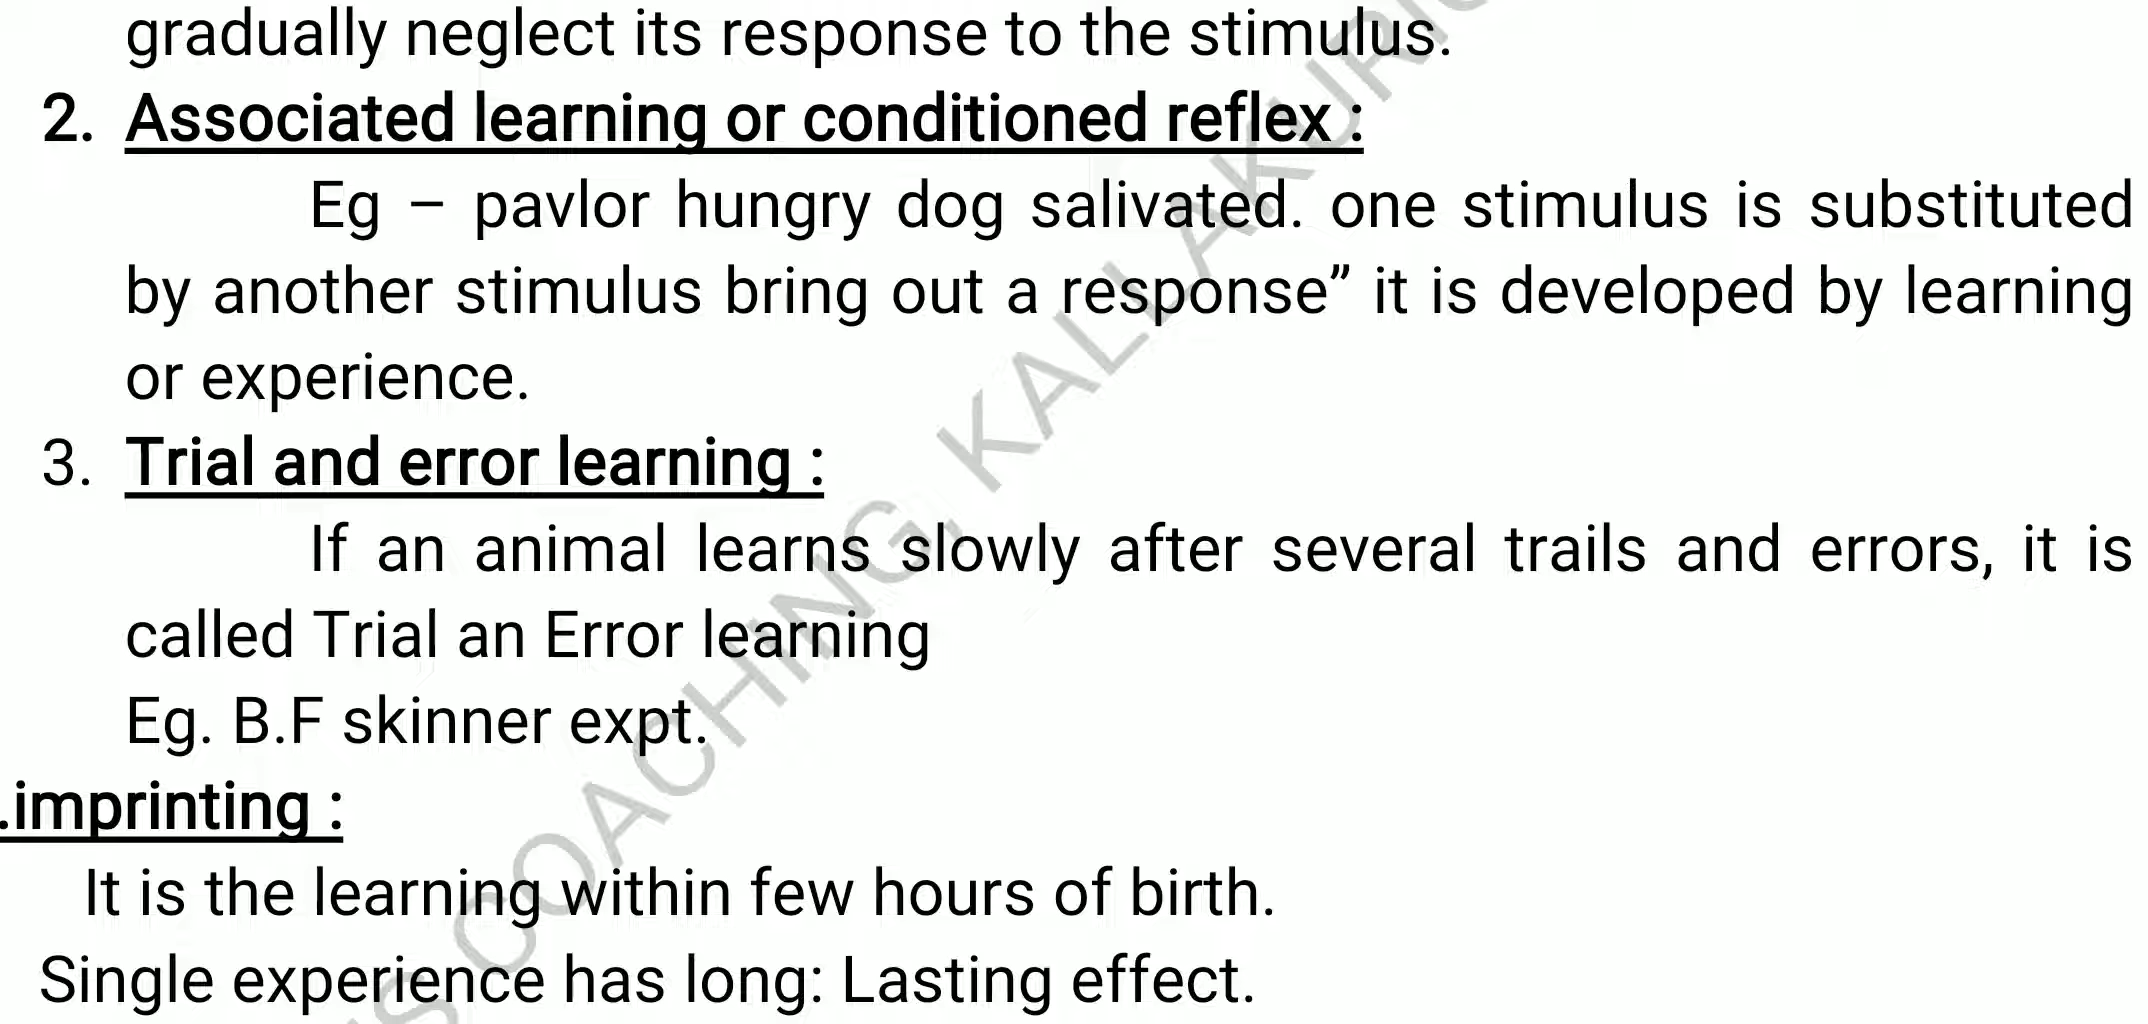 gradually neglect its response to the stimulus.
2. Associated learning or conditioned reflex :
Eg – pavlor hungry dog salivated. one stimulus is substituted
by another stimulus bring out a response” it is developed by learning
or experience.
3. Trial and error learning :
If an animal learns slowly after several trails and errors, it is
called Trial an Error learning
Eg. B.F skinner expt.
.imprinting :
It is the learning within few hours of birth.
Single experience has long: Lasting effect.
COACHING, KALLAKURI